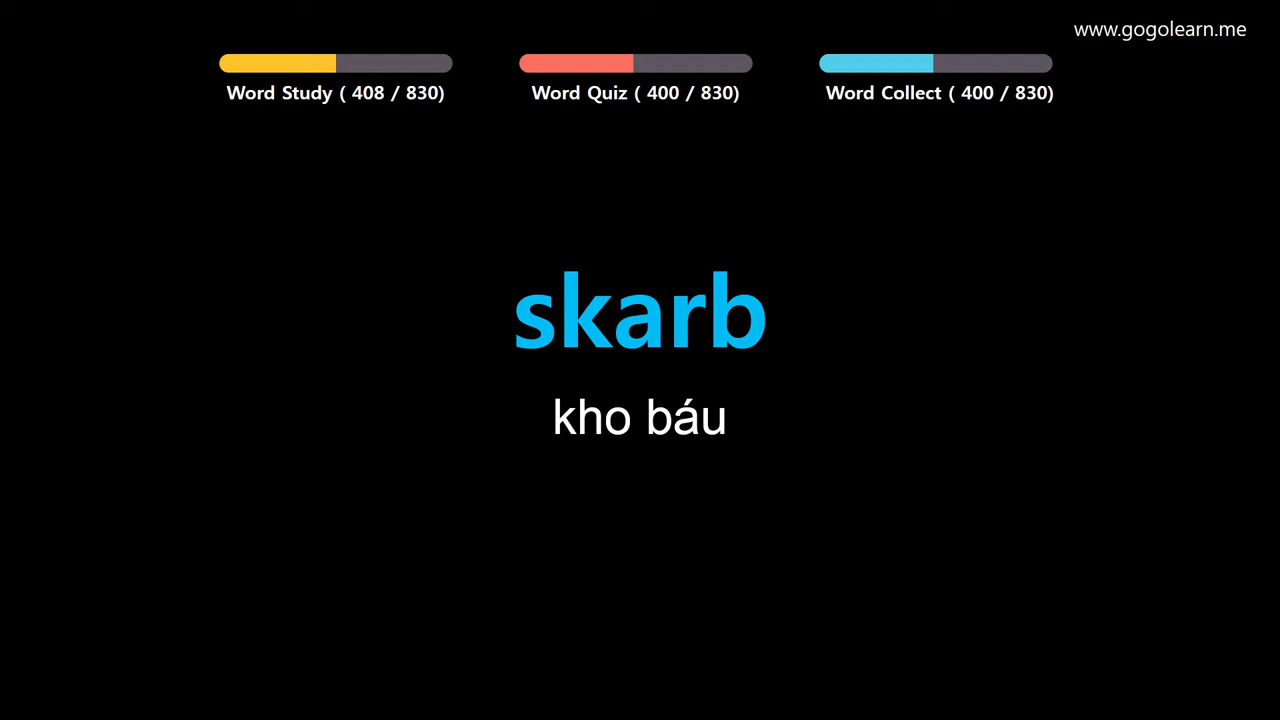 www.gogolearn.me
Word Study ( 408 / 830)
Word Quiz ( 400 / 830)
Word Collect ( 400 / 830)
skarb
kho báu